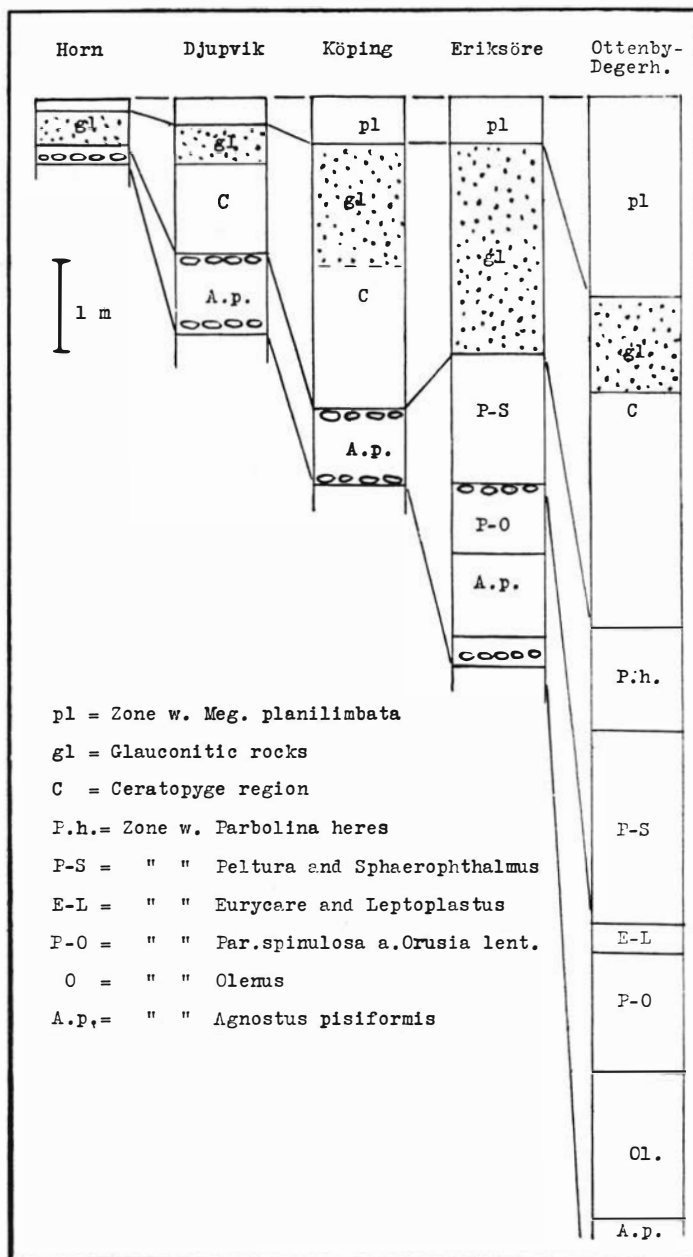 Horn Djupvik Köping Eriksöre Ottenby-
Degerh.
pl pl
gl gl pl
gl
C gl
1 m A.p. C gl
C
A.p. P-S
P-O
A.p. P.h.
pl = Zone w. Meg. planilimbata
gl = Glauconitic rocks
C = Ceratopyge region
P.h.= Zone w. Parbolina heres
P-S = " " Peltura and Sphaerophthalmus
P-S
E-L = " " Eurycare and Leptoplastus
E-L
P-O = " " Par.spinulosa a.Orusia lent.
P-O
O = " " Olenus
A.p.= " " Agnostus pisiformis
Ol.
A.p.